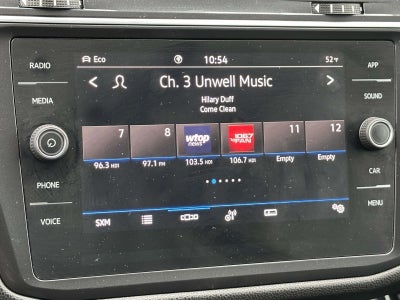 RADIO
MEDIA
PHONE
VOICE
Eco
10:54
52°F
Ch. 3 Unwell Music
Hilary Duff
Come Clean
7
8
wtop
news
106.7
THE FAN
11
12
96.3 HD1
97.1 FM
103.5 HD1
106.7 HD1
Empty
Empty
SXM
APP
SOUND
CAR
MENU